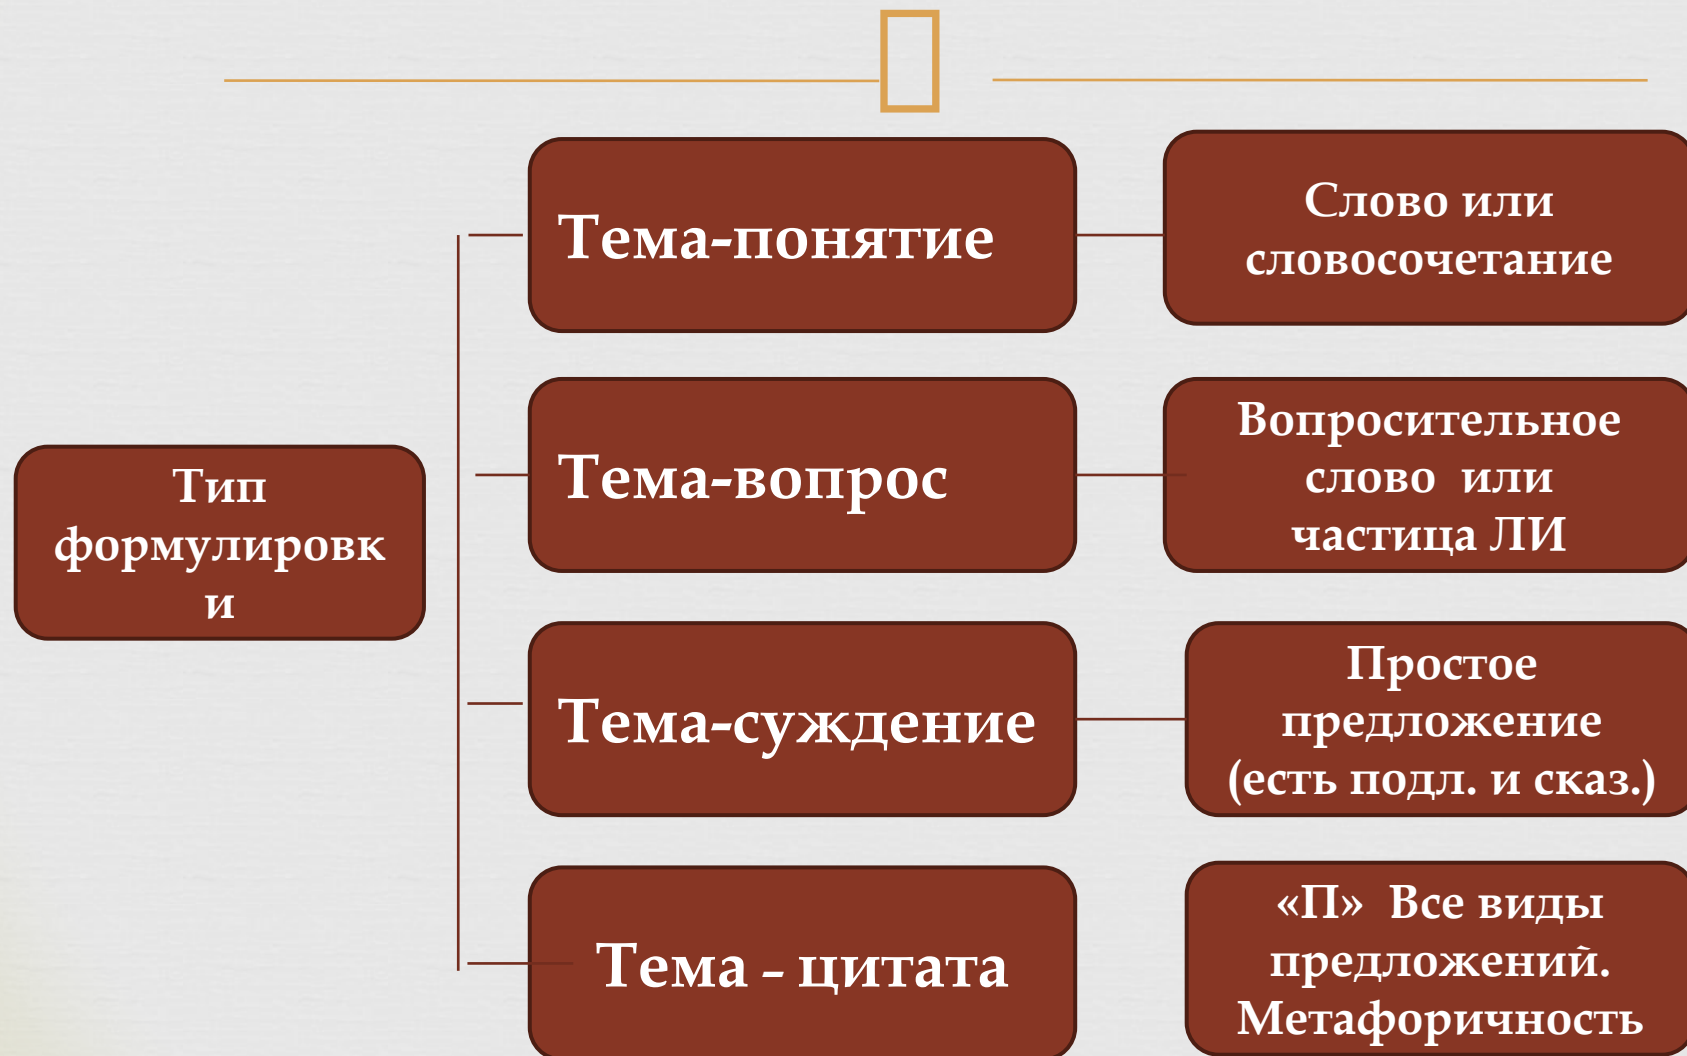 Тип
формулировк
и
Тема-понятие
Слово или
словосочетание
Тема-вопрос
Вопросительное
слово  или
частица ЛИ
Тема-суждение
Простое
предложение
(есть подл. и сказ.)
Тема – цитата
«П»  Все виды
предложений.
Метафоричность